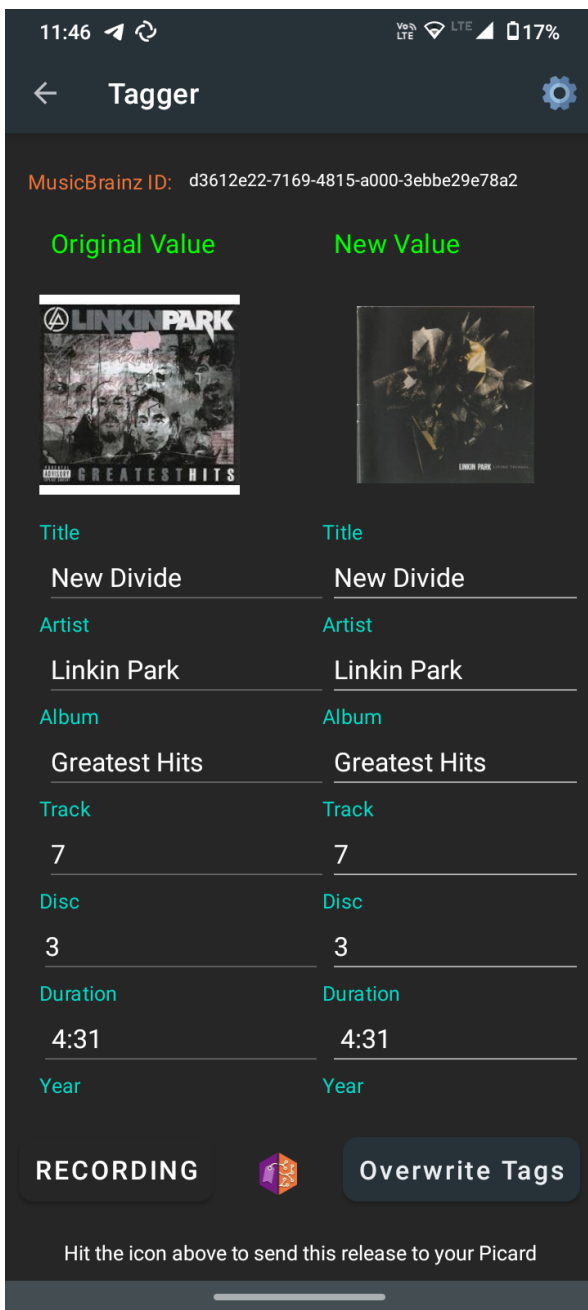 11:46 Vo)) LTE LTE 17%
Tagger
MusicBrainz ID: d3612e22-7169-4815-a000-3ebbe29e78a2
Original Value New Value
LINKIN PARK
GREATEST HITS
LINKIN PARK
Title Title
New Divide New Divide
Artist Artist
Linkin Park Linkin Park
Album Album
Greatest Hits Greatest Hits
Track Track
7 7
Disc Disc
3 3
Duration Duration
4:31 4:31
Year Year
RECORDING Overwrite Tags
Hit the icon above to send this release to your Picard